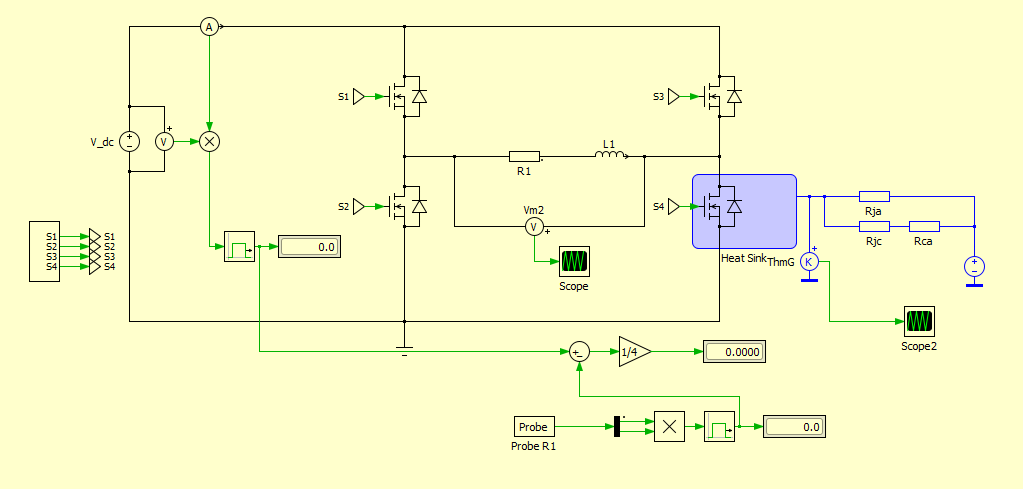 A
S1
S3
V_dc
+
-
V
+
L1
R1
S2
Vm2
V
+
S4
Rja
Rjc
Rca
S1
S2
S3
S4
S1
S2
S3
S4
0.0
Heat Sink
ThmG
K
+
+
-
Scope
Scope2
+
-
1/4
0.0000
Probe
Probe R1
0.0